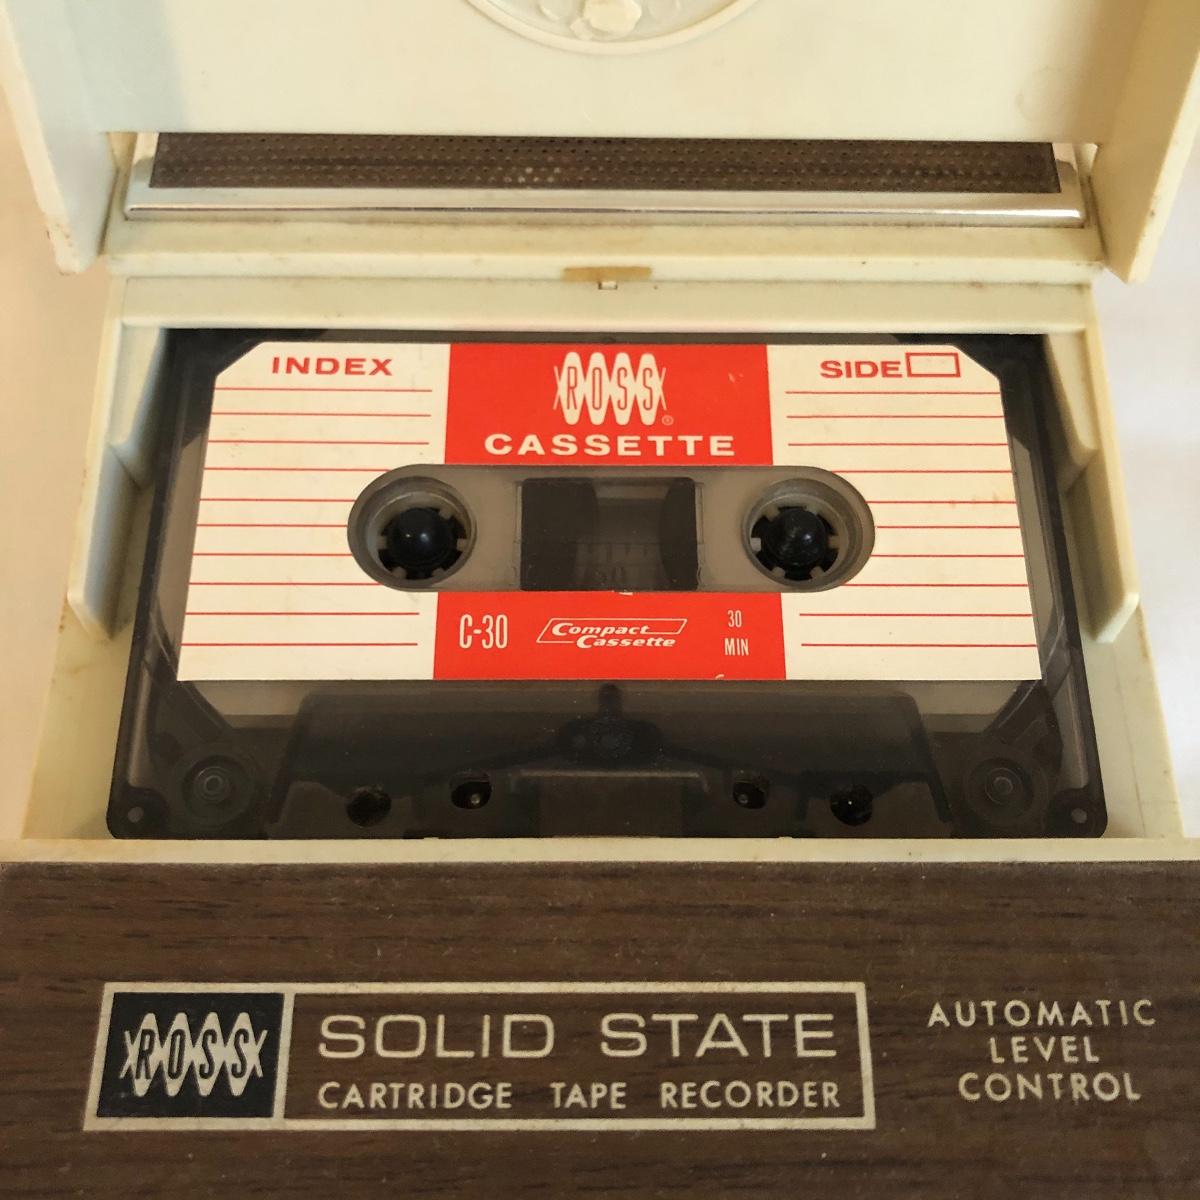 INDEX
ROSS®
CASSETTE
SIDE
C-30
Compact
Cassette
30
MIN
ROSS
SOLID STATE
CARTRIDGE TAPE RECORDER
AUTOMATIC
LEVEL
CONTROL